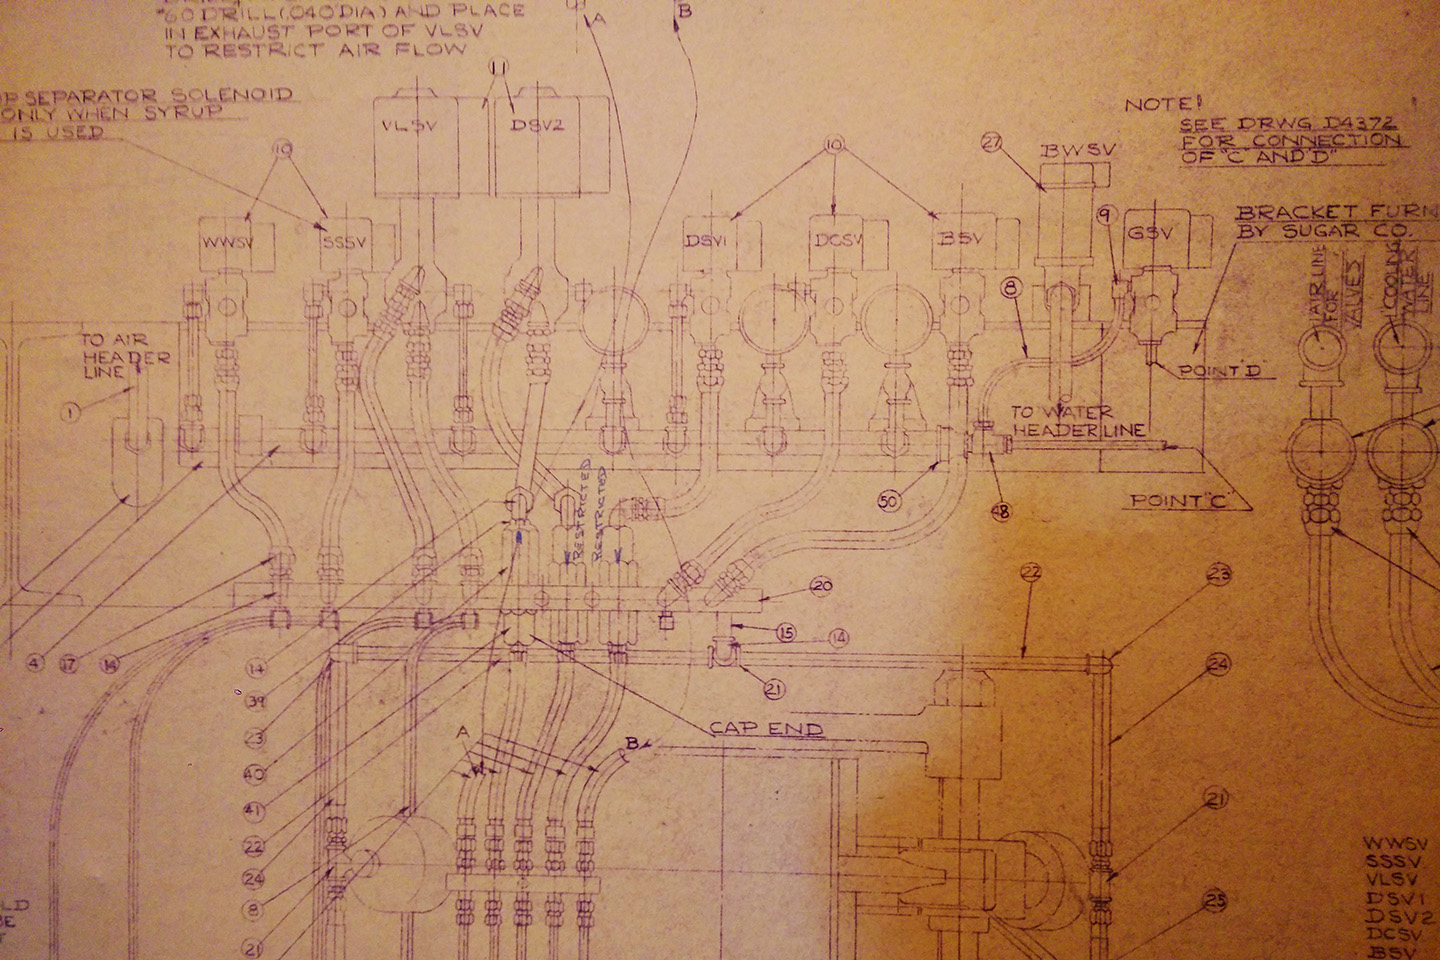 "60 DRILL(.040"DIA) AND PLACE
IN EXHAUST PORT OF VLSV
TO RESTRICT AIR FLOW
A
B
SEPARATOR SOLENOID
ONLY WHEN SYRUP
IS USED
11
VLSV
DSV2
10
WWSV
SSSV
10
DSV1
DCSV
BSV
27
BWSV
9
GSV
8
NOTE!
SEE DRWG D4372
FOR CONNECTION
OF "C AND"D"
BRACKET FURN
BY SUGAR CO.
AIR LINE
FOR
VALVES
COOLING
WATER
LINE
TO AIR
HEADER
LINE
1
POINT"D"
TO WATER
HEADER LINE
50
48
POINT"C"
RESTRICTED
RESTRICTED
20
22
23
15
14
21
24
4
17
14
39
23
40
41
22
24
8
21
CAP END
A
B
21
25
WWSV
SSSV
VLSV
DSV1
DSV2
DCSV
BSV